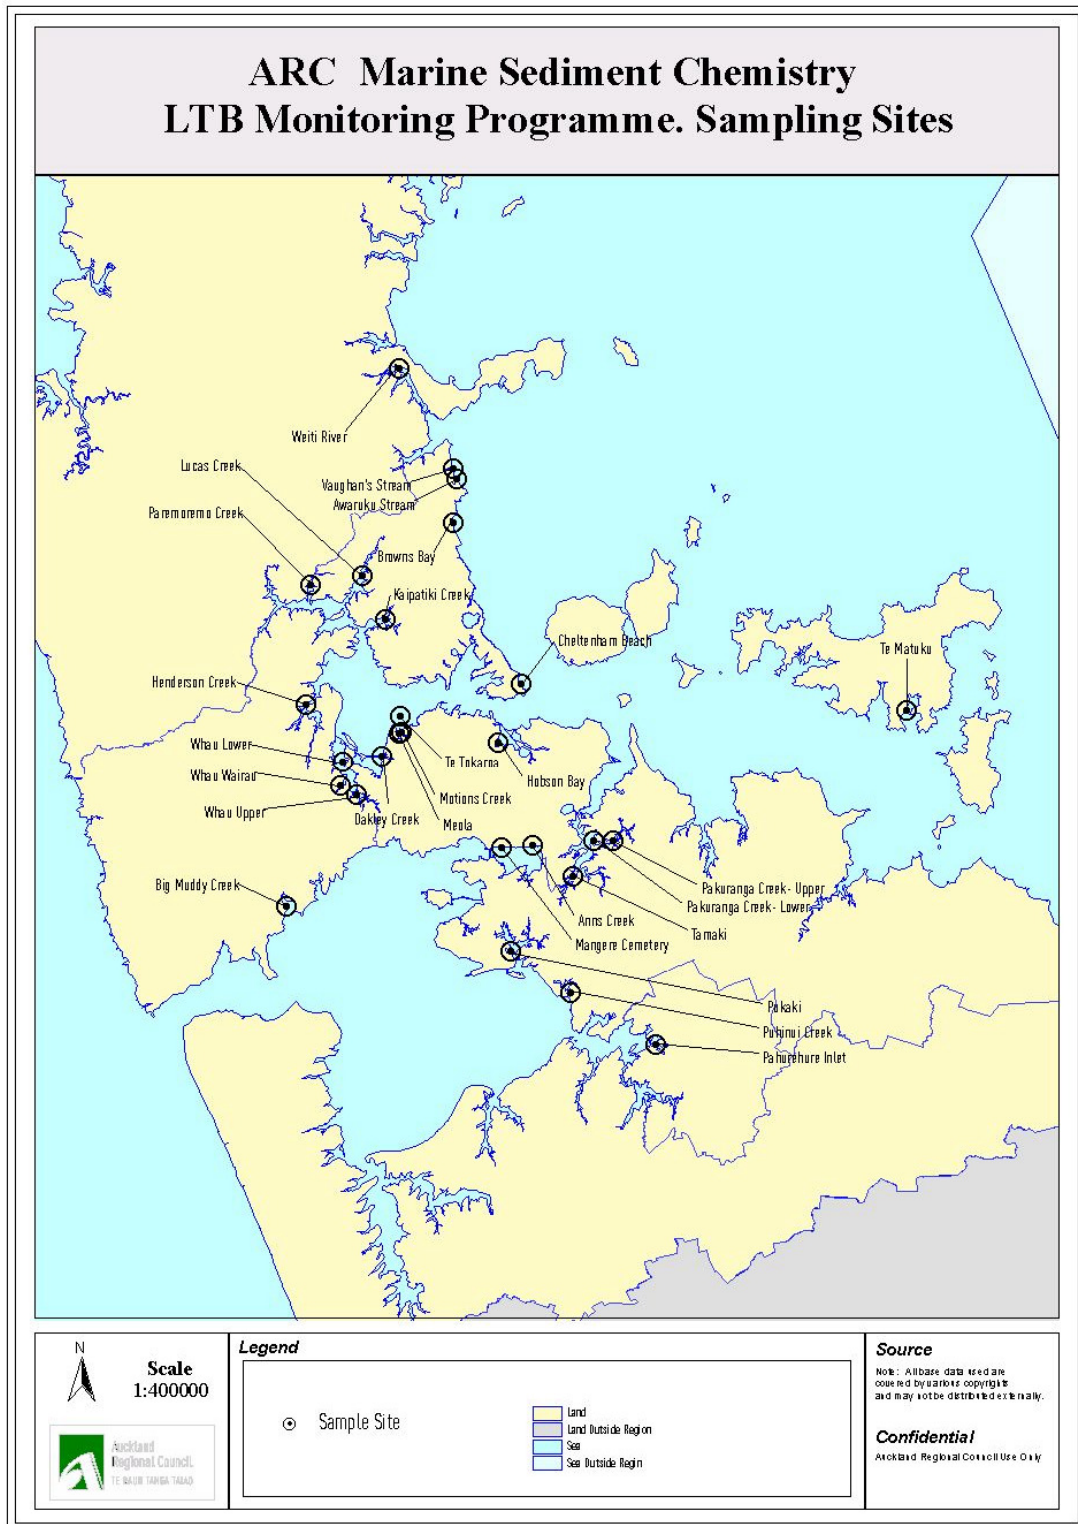 ARC Marine Sediment Chemistry
LTB Monitoring Programme. Sampling Sites
Weiti River
Lucas Creek
Vaughan's Stream
Awaruku Stream
Paremoremo Creek
Browns Bay
Kaipatiki Creek
Cheltenham Beach
Te Matuku
Henderson Creek
Whau Lower
Te Tokaroa
Whau Wairau
Hobson Bay
Motions Creek
Whau Upper
Oakley Creek
Meola
Big Muddy Creek
Pakuranga Creek- Upper
Pakuranga Creek- Lower
Anns Creek
Tamaki
Mangere Cemetery
Pukaki
Puhinui Creek
Pahurehure Inlet
N
Scale
1:400000
Auckland
Regional Council
TE RAUHĪTANGA TAIAO
Legend
Sample Site
Land
Land Outside Region
Sea
Sea Outside Regin
Source
Note: All base data used are
covered by various copyrights
and may not be distributed externally.
Confidential
Auckland Regional Council Use Only